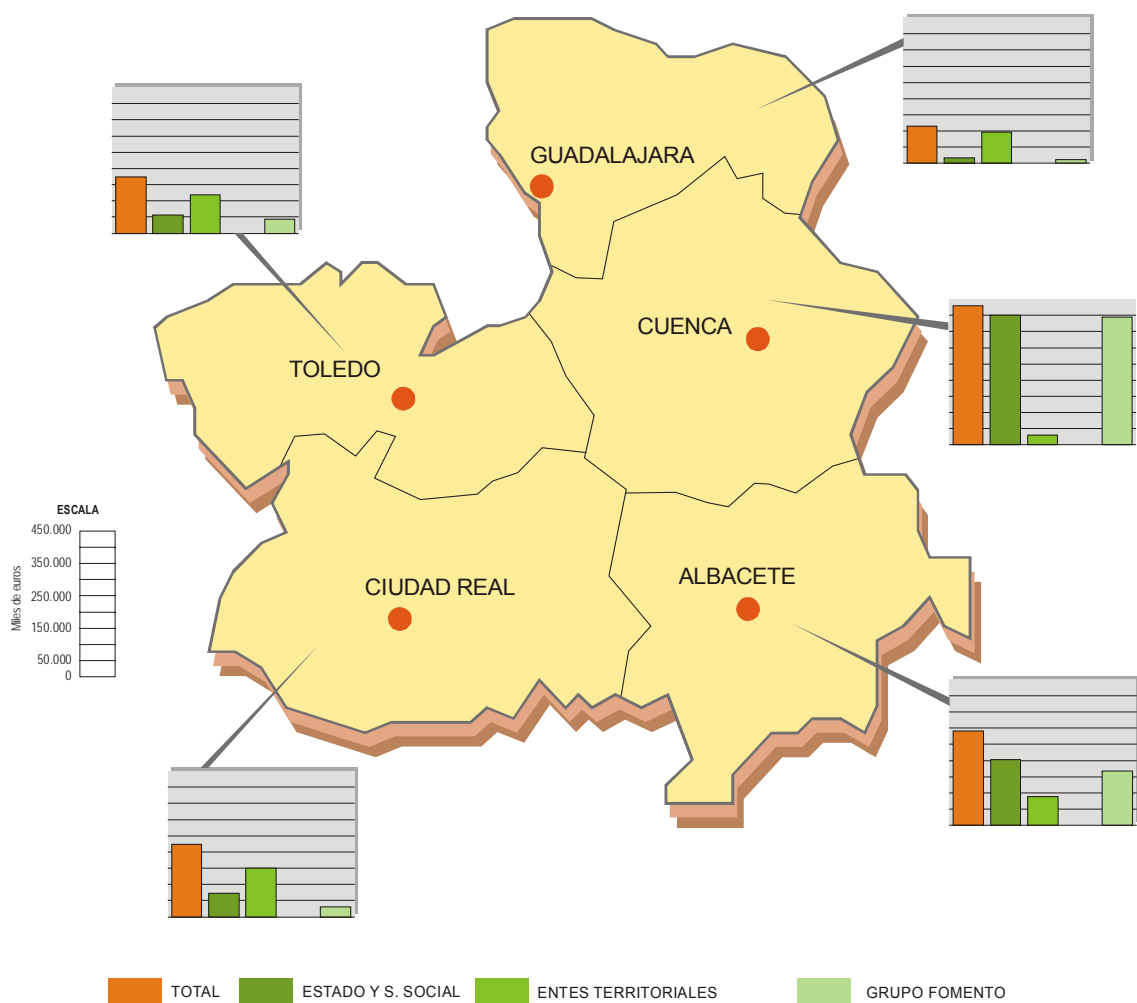 GUADALAJARA
CUENCA
TOLEDO
ESCALA
450.000
350.000
250.000
150.000
50.000
0
Miles de euros
CIUDAD REAL
ALBACETE
TOTAL
ESTADO Y S. SOCIAL
ENTES TERRITORIALES
GRUPO FOMENTO